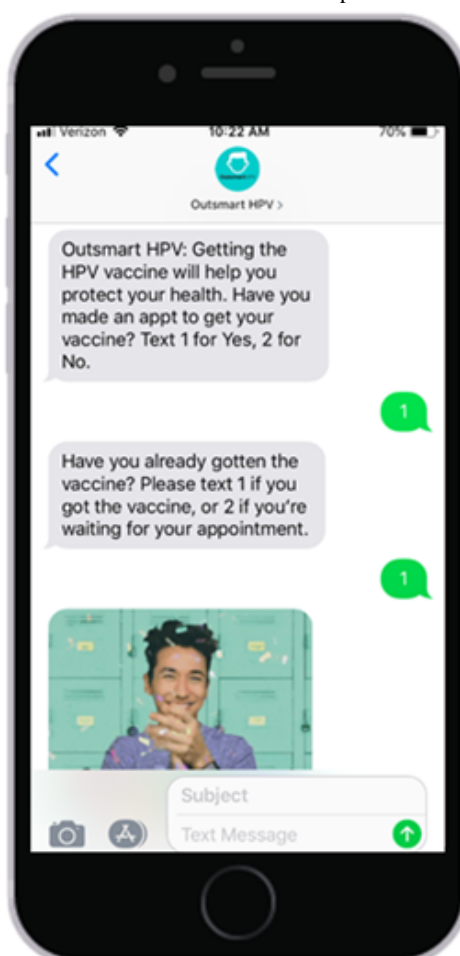 Verizon 10:22 AM 70%
Outsmart HPV >
Outsmart HPV: Getting the
HPV vaccine will help you
protect your health. Have you
made an appt to get your
vaccine? Text 1 for Yes, 2 for
No.
1
Have you already gotten the
vaccine? Please text 1 if you
got the vaccine, or 2 if you're
waiting for your appointment.
1
Subject
Text Message